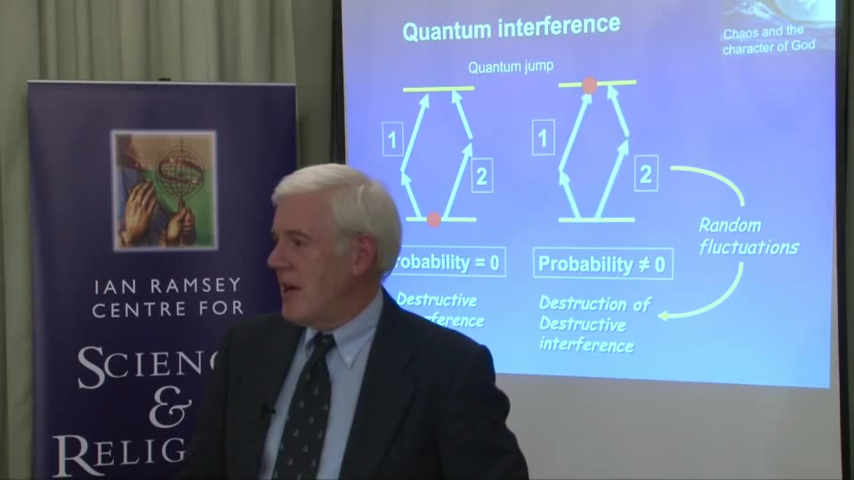 IAN RAMSEY
CENTRE FOR
SCIENC
&
RELIG
Quantum interference
Chaos and the
character of God
Quantum jump
1
2
1
2
Random
fluctuations
robability = 0
Probability ≠ 0
Destructive
erference
Destruction of
Destructive
interference